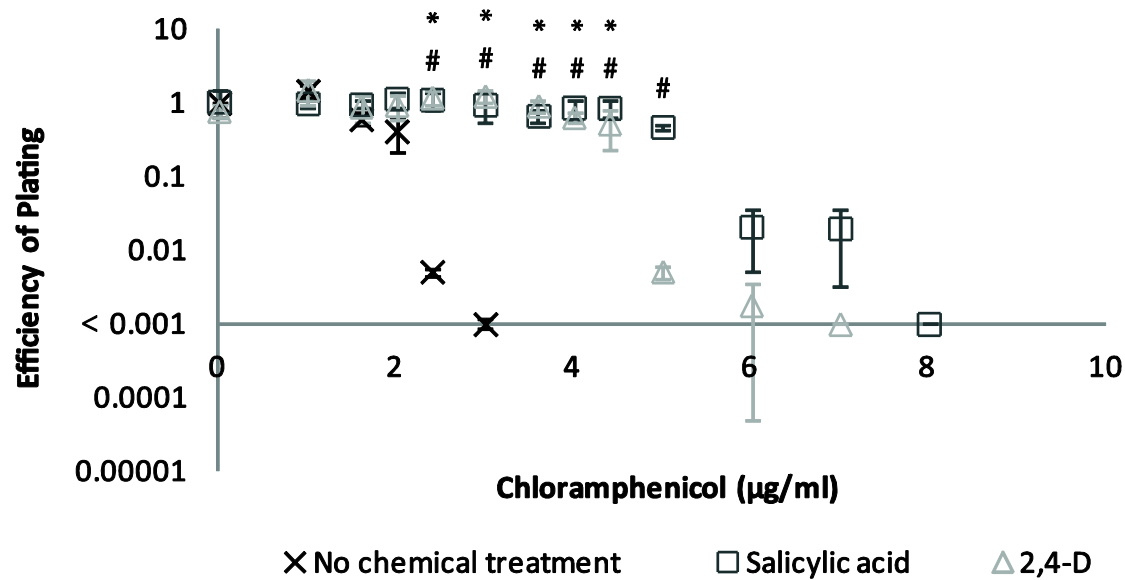 10
* * * * *
# # # # # #
1
0.1
0.01
< 0.001
0 2 4 6 8 10
0.0001
0.00001
Efficiency of Plating
Chloramphenicol (µg/ml)
No chemical treatment Salicylic acid 2,4-D